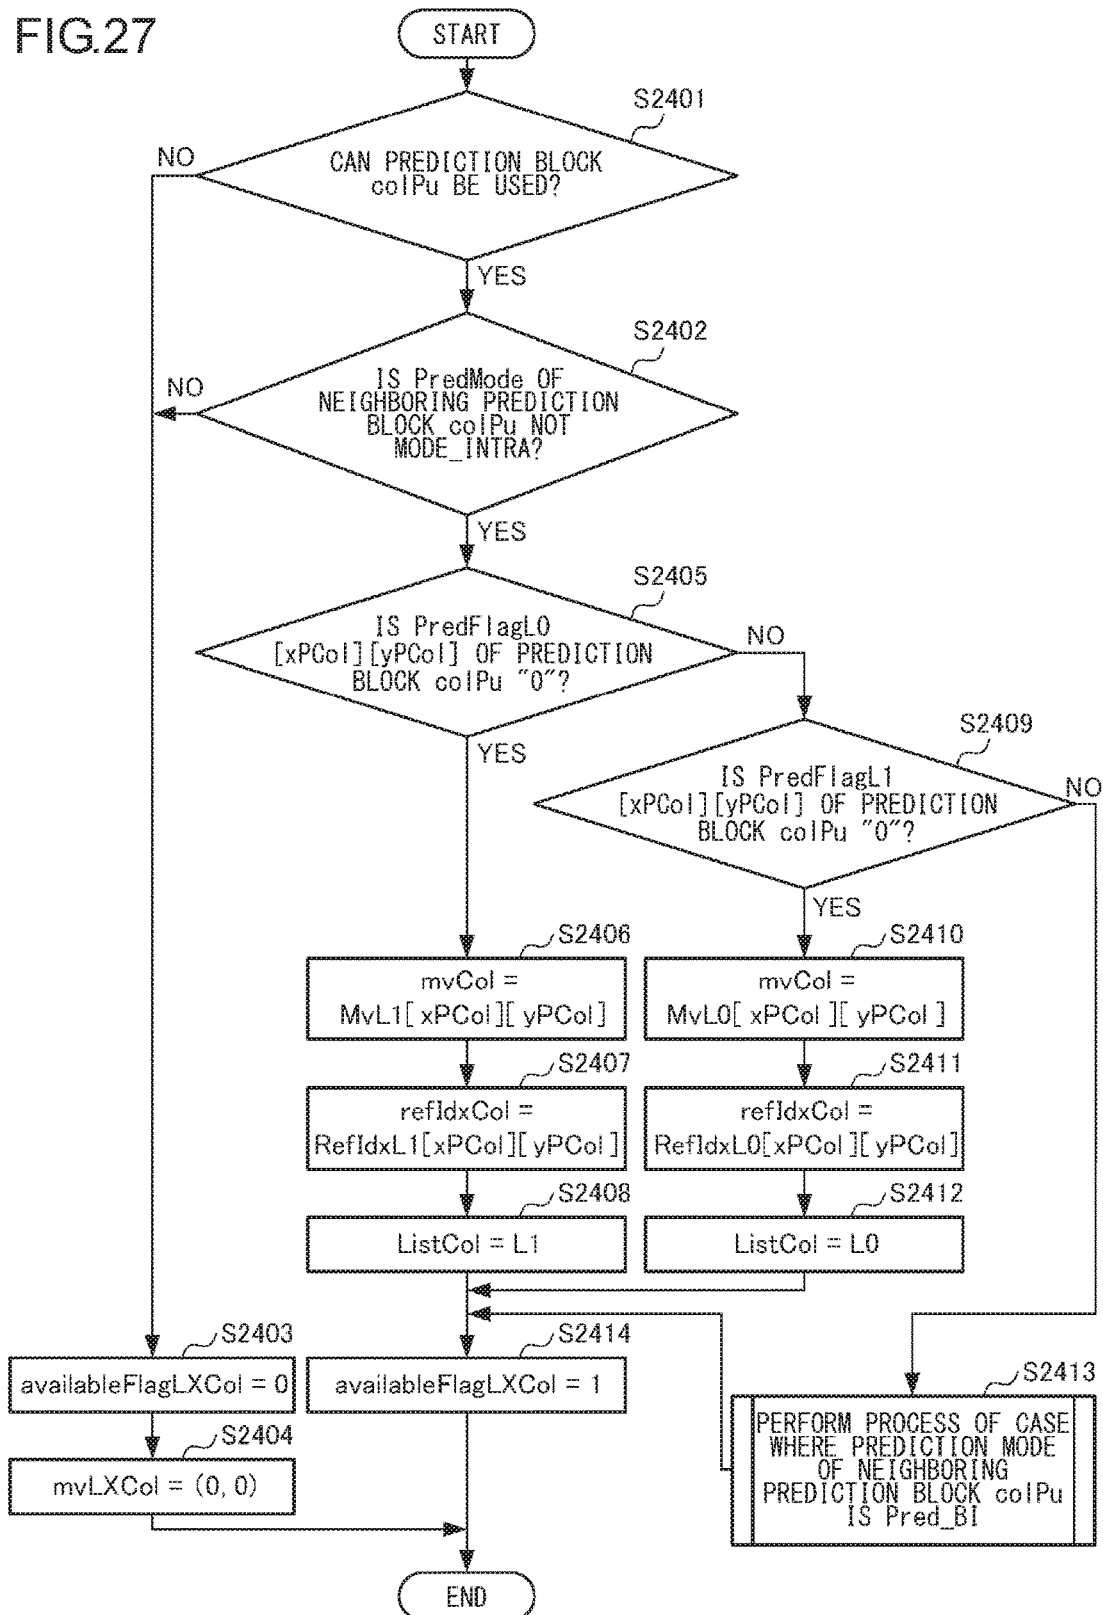 FIG.27
START
S2401
NO
CAN PREDICTION BLOCK
colPu BE USED?
YES
S2402
NO
IS PredMode OF
NEIGHBORING PREDICTION
BLOCK colPu NOT
MODE_INTRA?
YES
S2405
IS PredFlagL0
[xPCol][yPCol] OF PREDICTION
BLOCK colPu "0"?
NO
YES
S2409
IS PredFlagL1
[xPCol][yPCol] OF PREDICTION
BLOCK colPu "0"?
NO
YES
S2406
mvCol =
MvL1[xPCol][yPCol]
S2410
mvCol =
MvL0[xPCol][yPCol]
S2407
refIdxCol =
RefIdxL1[xPCol][yPCol]
S2411
refIdxCol =
RefIdxL0[xPCol][yPCol]
S2408
ListCol = L1
S2412
ListCol = L0
S2403
availableFlagLXCol = 0
S2414
availableFlagLXCol = 1
S2413
PERFORM PROCESS OF CASE
WHERE PREDICTION MODE
OF NEIGHBORING
PREDICTION BLOCK colPu
IS Pred_BI
S2404
mvLXCol = (0, 0)
END